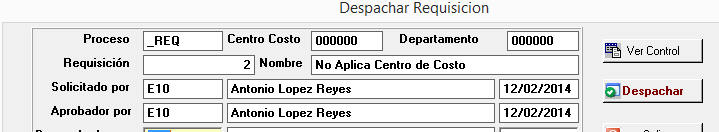 Despachar Requisicion
Proceso _REQ Centro Costo 000000 Departamento 000000
Ver Control
Requisición 2 Nombre No Aplica Centro de Costo
Solicitado por E10 Antonio Lopez Reyes 12/02/2014
Despachar
Aprobador por E10 Antonio Lopez Reyes 12/02/2014